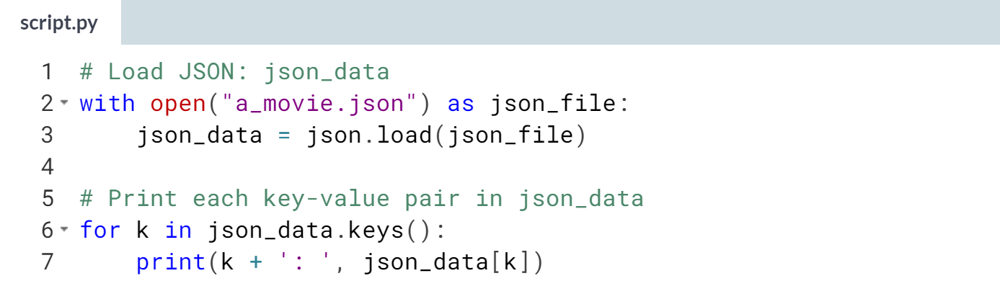 script.py
1 # Load JSON: json_data
2 with open("a_movie.json") as json_file:
3     json_data = json.load(json_file)
4
5 # Print each key-value pair in json_data
6 for k in json_data.keys():
7     print(k + ': ', json_data[k])